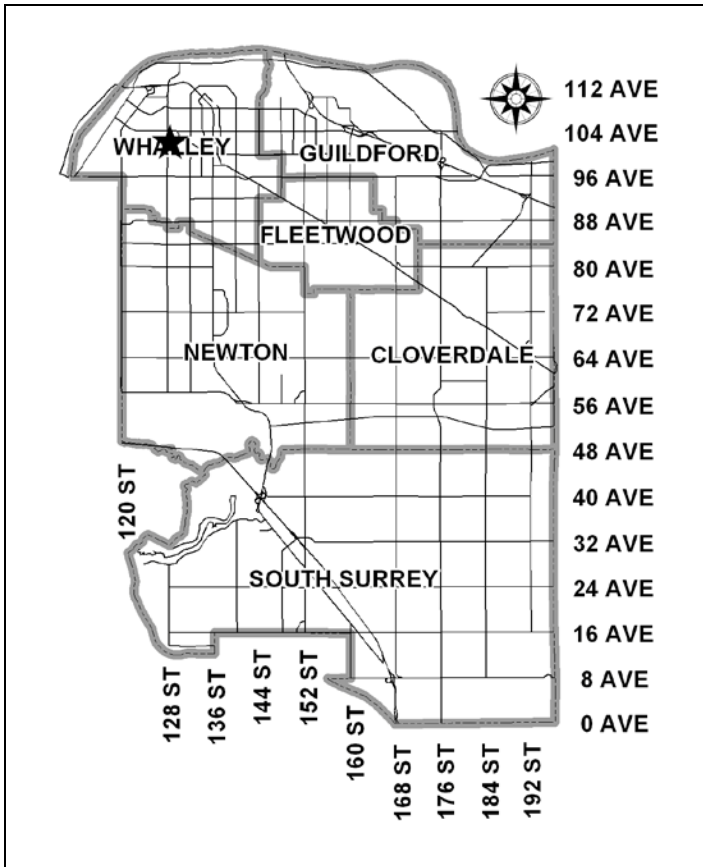 112 AVE
104 AVE
WHALLEY
GUILDFORD
96 AVE
88 AVE
FLEETWOOD
80 AVE
72 AVE
NEWTON
CLOVERDALE
64 AVE
56 AVE
48 AVE
120 ST
40 AVE
32 AVE
SOUTH SURREY
24 AVE
16 AVE
128 ST
136 ST
144 ST
152 ST
160 ST
8 AVE
0 AVE
168 ST
176 ST
184 ST
192 ST